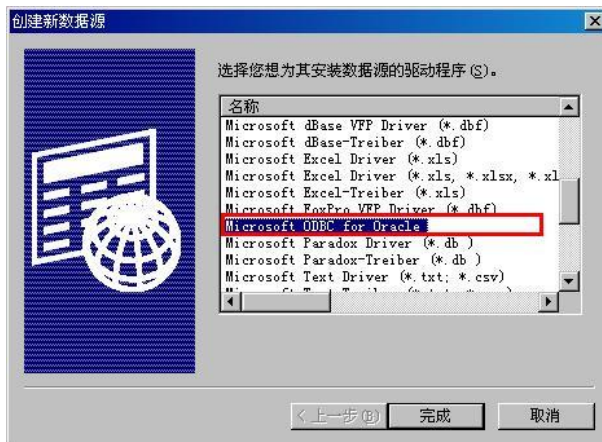 创建新数据源
选择您想为其安装数据源的驱动程序(S)。
名称
Microsoft dBase VFP Driver (*.dbf)
Microsoft dBase-Treiber (*.dbf)
Microsoft Excel Driver (*.xls)
Microsoft Excel Driver (*.xls, *.xlsx, *.xl
Microsoft Excel-Treiber (*.xls)
Microsoft FoxPro VFP Driver (*.dbf)
Microsoft ODBC for Oracle
Microsoft Paradox Driver (*.db )
Microsoft Paradox-Treiber (*.db )
Microsoft Text Driver (*.txt; *.csv)
< 上一步(B)
完成
取消